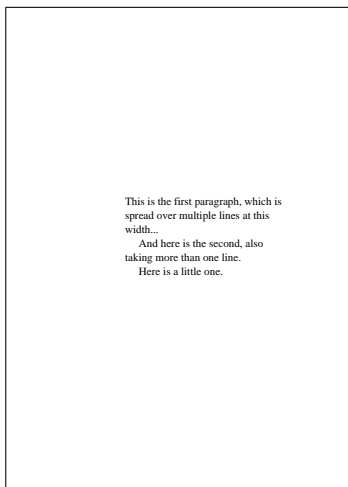 This is the first paragraph, which is
spread over multiple lines at this
width...
And here is the second, also
taking more than one line.
Here is a little one.